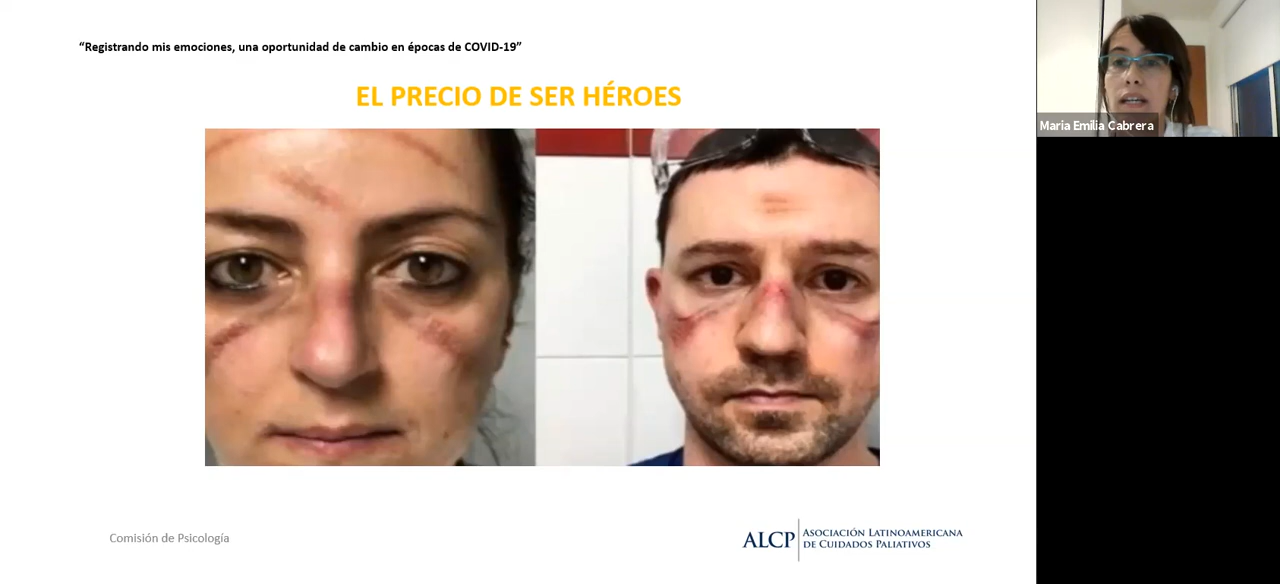 “Registrando mis emociones, una oportunidad de cambio en épocas de COVID-19”
EL PRECIO DE SER HÉROES
Maria Emilia Cabrera
Comisión de Psicología
ALCP
ASOCIACIÓN LATINOAMERICANA
DE CUIDADOS PALIATIVOS